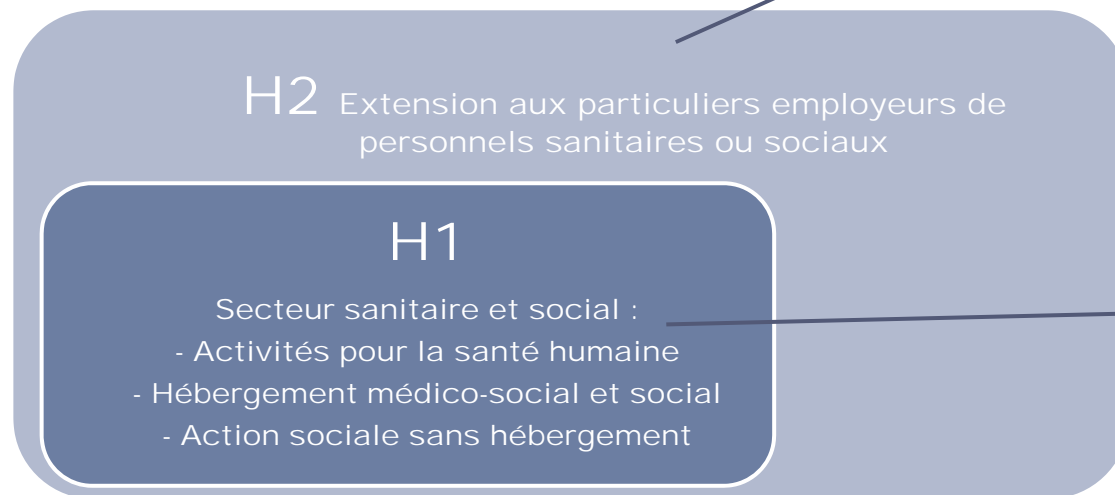 H2 Extension aux particuliers employeurs de
personnels sanitaires ou sociaux
H1
Secteur sanitaire et social :
- Activités pour la santé humaine
- Hébergement médico-social et social
- Action sociale sans hébergement